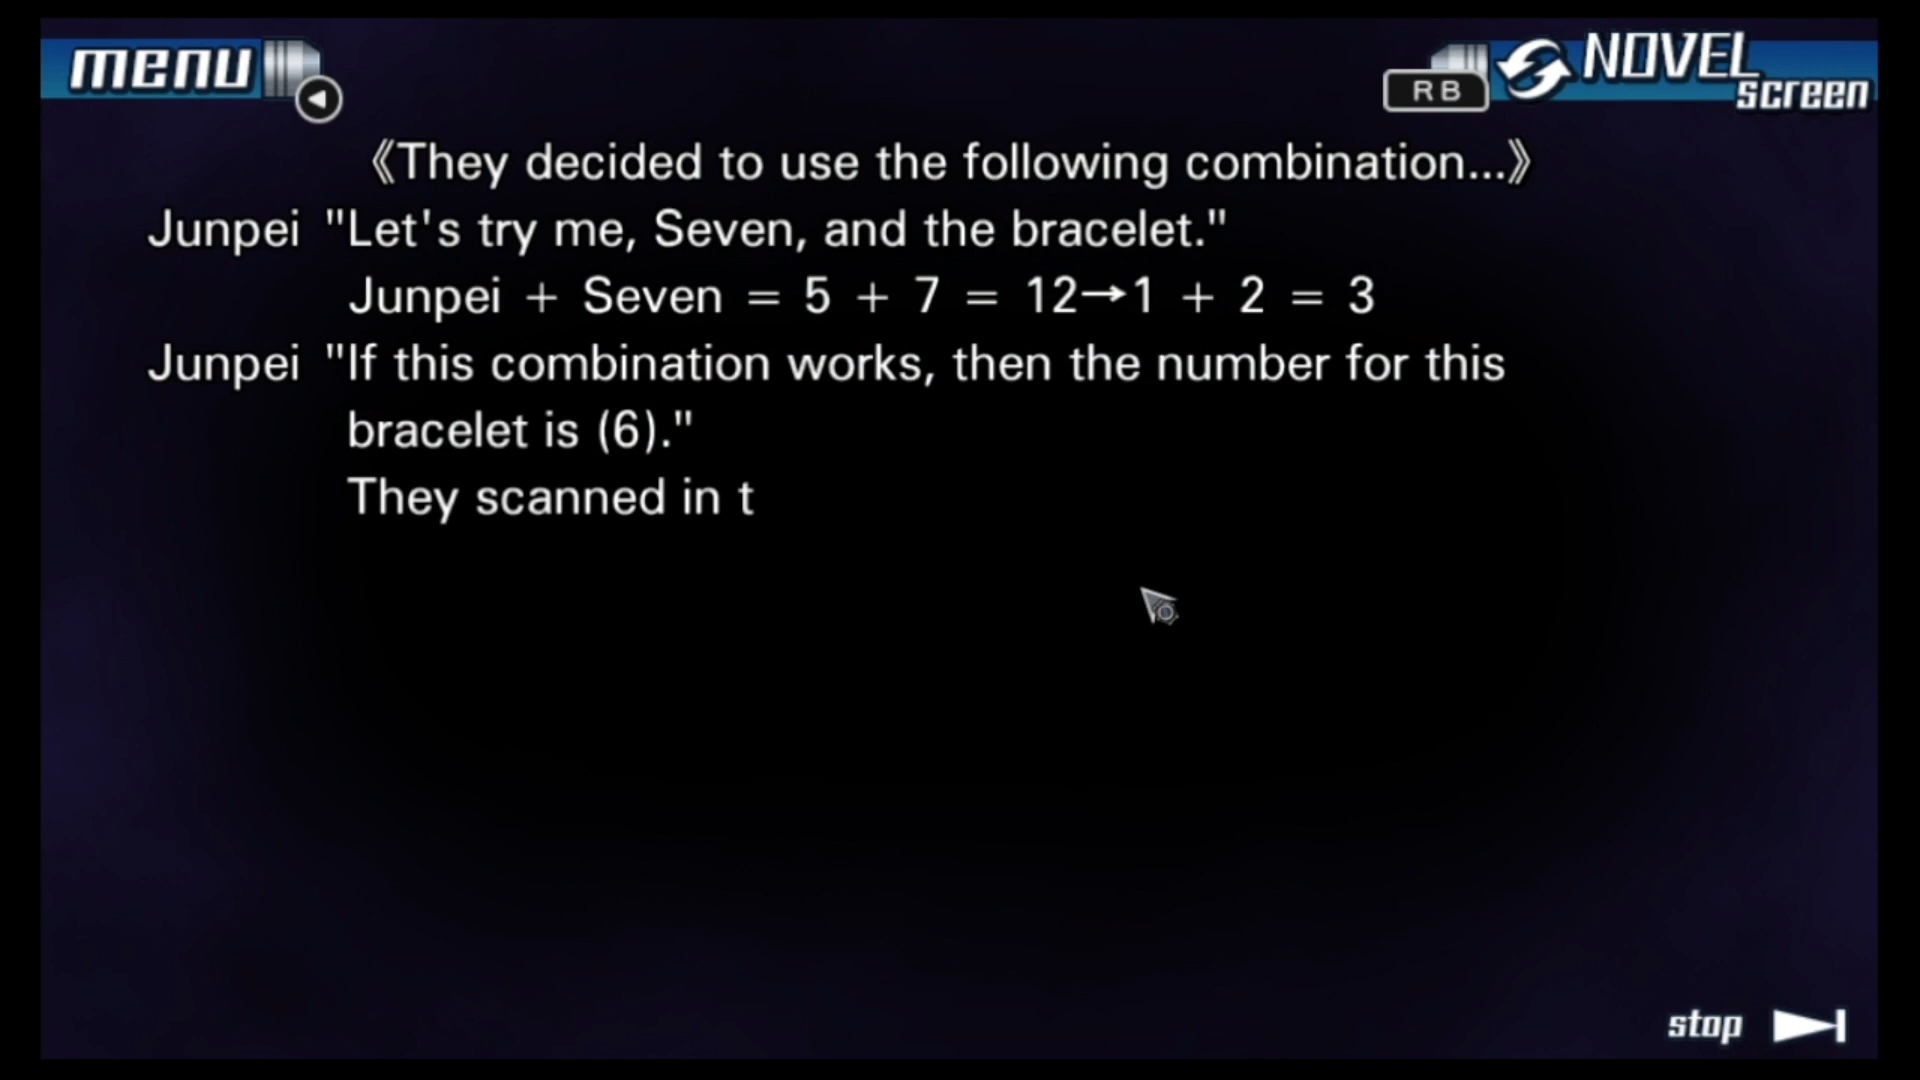 menu
RB
NOVEL
screen
《They decided to use the following combination...》
Junpei "Let's try me, Seven, and the bracelet."
Junpei + Seven = 5 + 7 = 12→1 + 2 = 3
Junpei "If this combination works, then the number for this
bracelet is (6)."
They scanned in t
stop